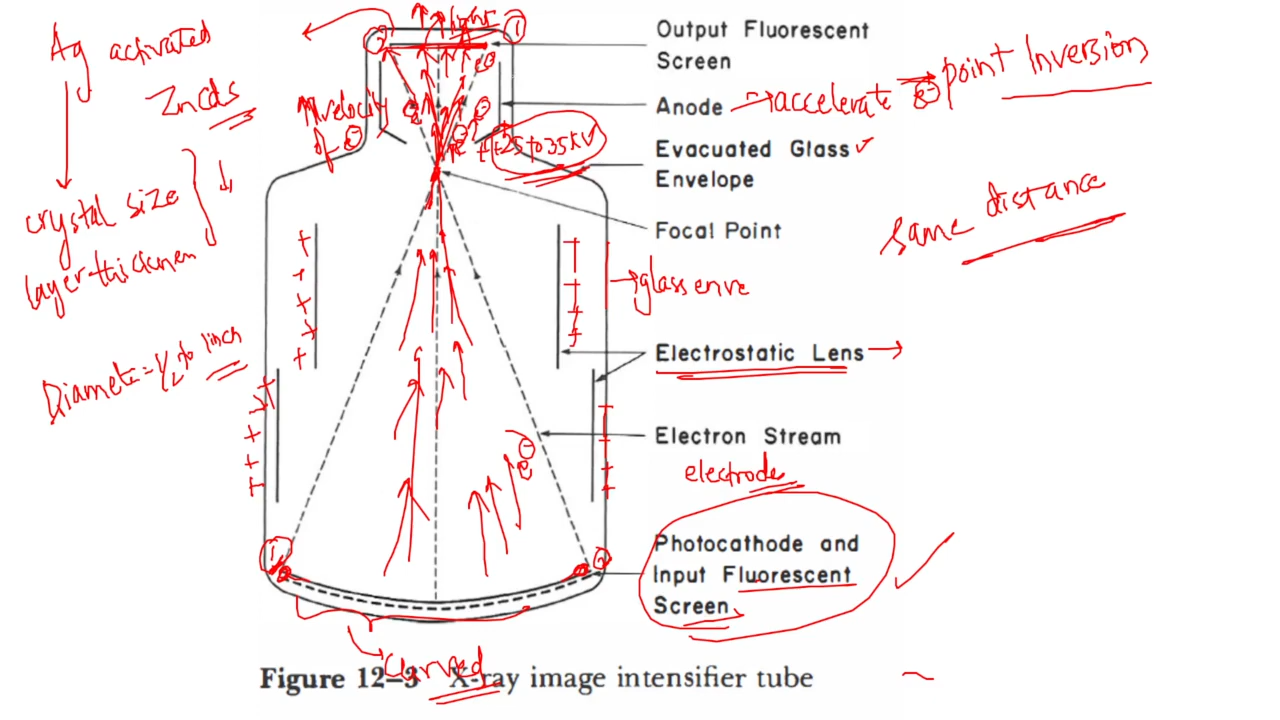 Ag activated
Zncds
crystal size
layer thickness
Diameter = 1/2 to 1 inch
light
velocity
of e⊖
+25 to 35 kV
Output Fluorescent
Screen
Anode → accelerate e⊖ → point Inversion
Evacuated Glass
Envelope
Focal Point
same distance
→ glass enve
Electrostatic Lens →
Electron Stream
electrode
Photocathode and
Input Fluorescent
Screen
Curved
Figure 12–3 X-ray image intensifier tube